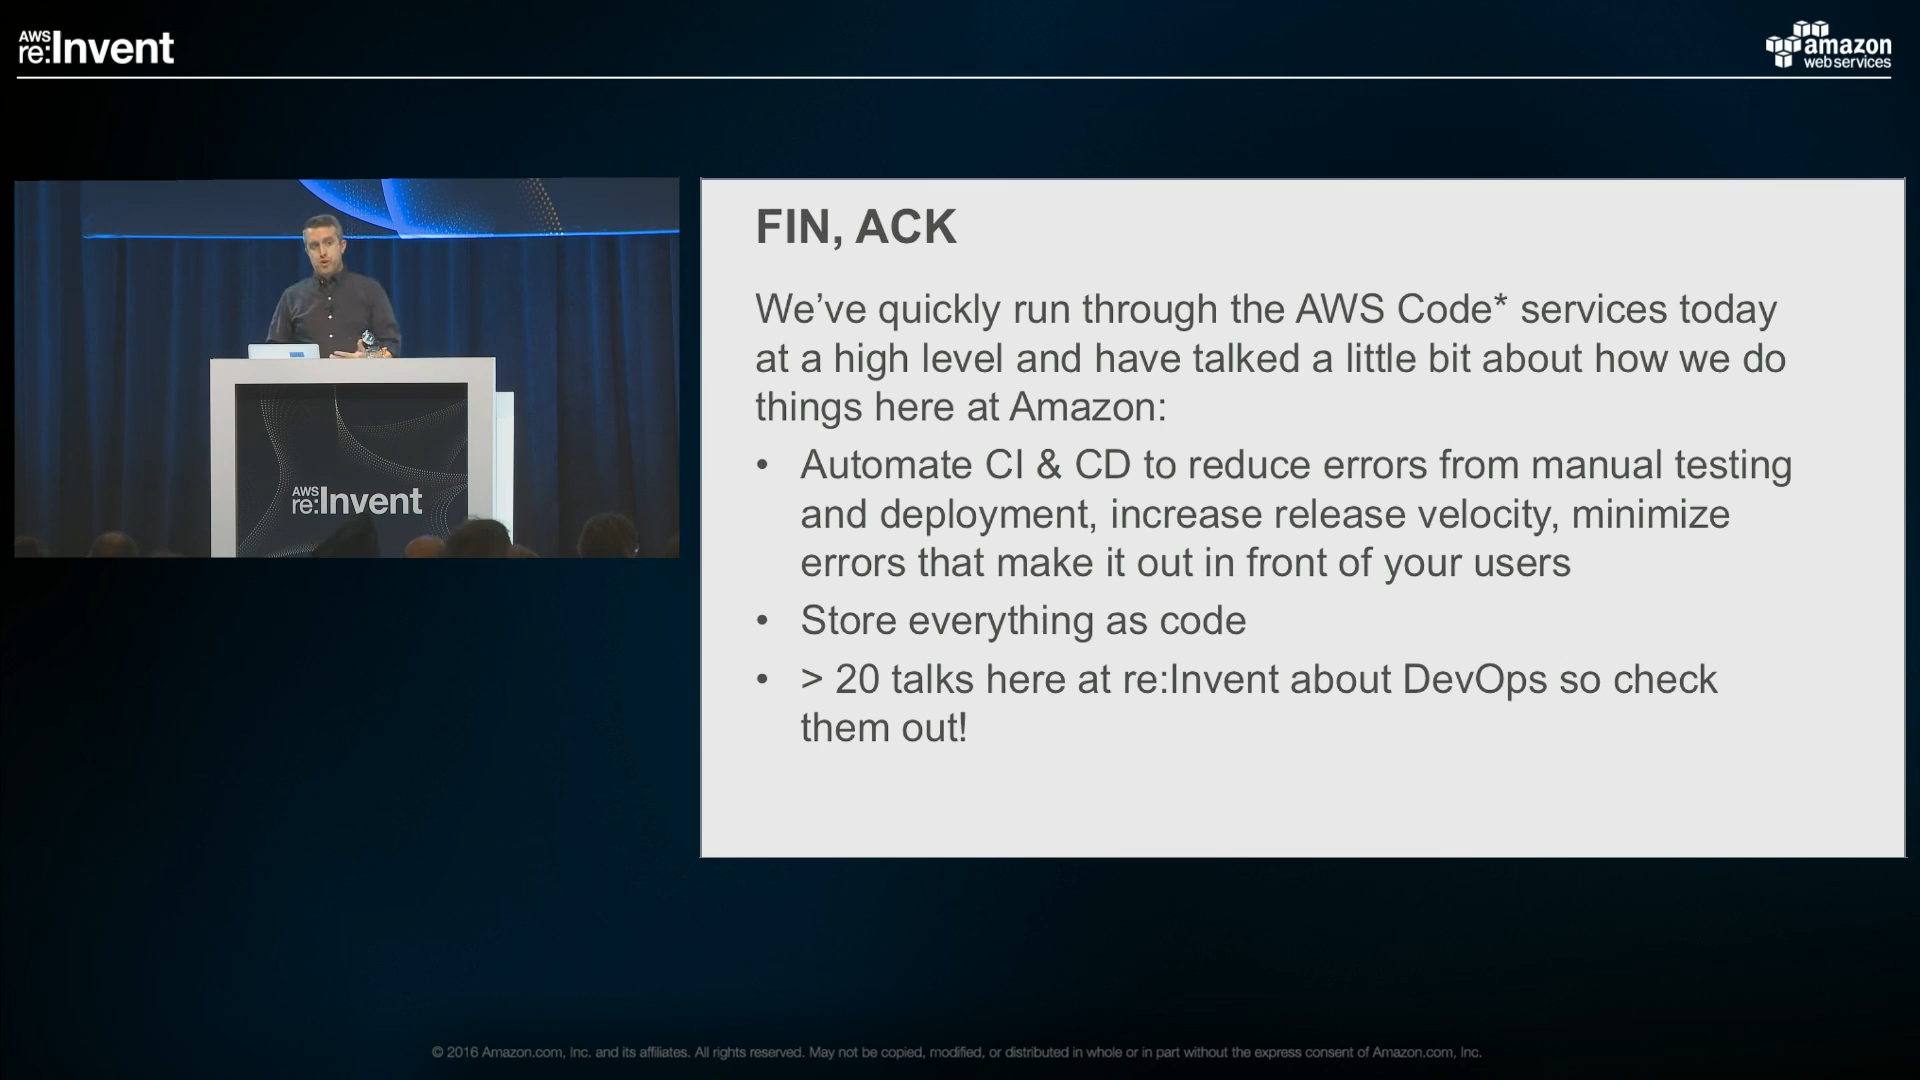 AWS
re:Invent
amazon
web services
AWS
re:Invent
FIN, ACK
We’ve quickly run through the AWS Code* services today
at a high level and have talked a little bit about how we do
things here at Amazon:
• Automate CI & CD to reduce errors from manual testing
and deployment, increase release velocity, minimize
errors that make it out in front of your users
• Store everything as code
• > 20 talks here at re:Invent about DevOps so check
them out!
© 2016 Amazon.com, Inc. and its affiliates. All rights reserved. May not be copied, modified, or distributed in whole or in part without the express consent of Amazon.com, Inc.